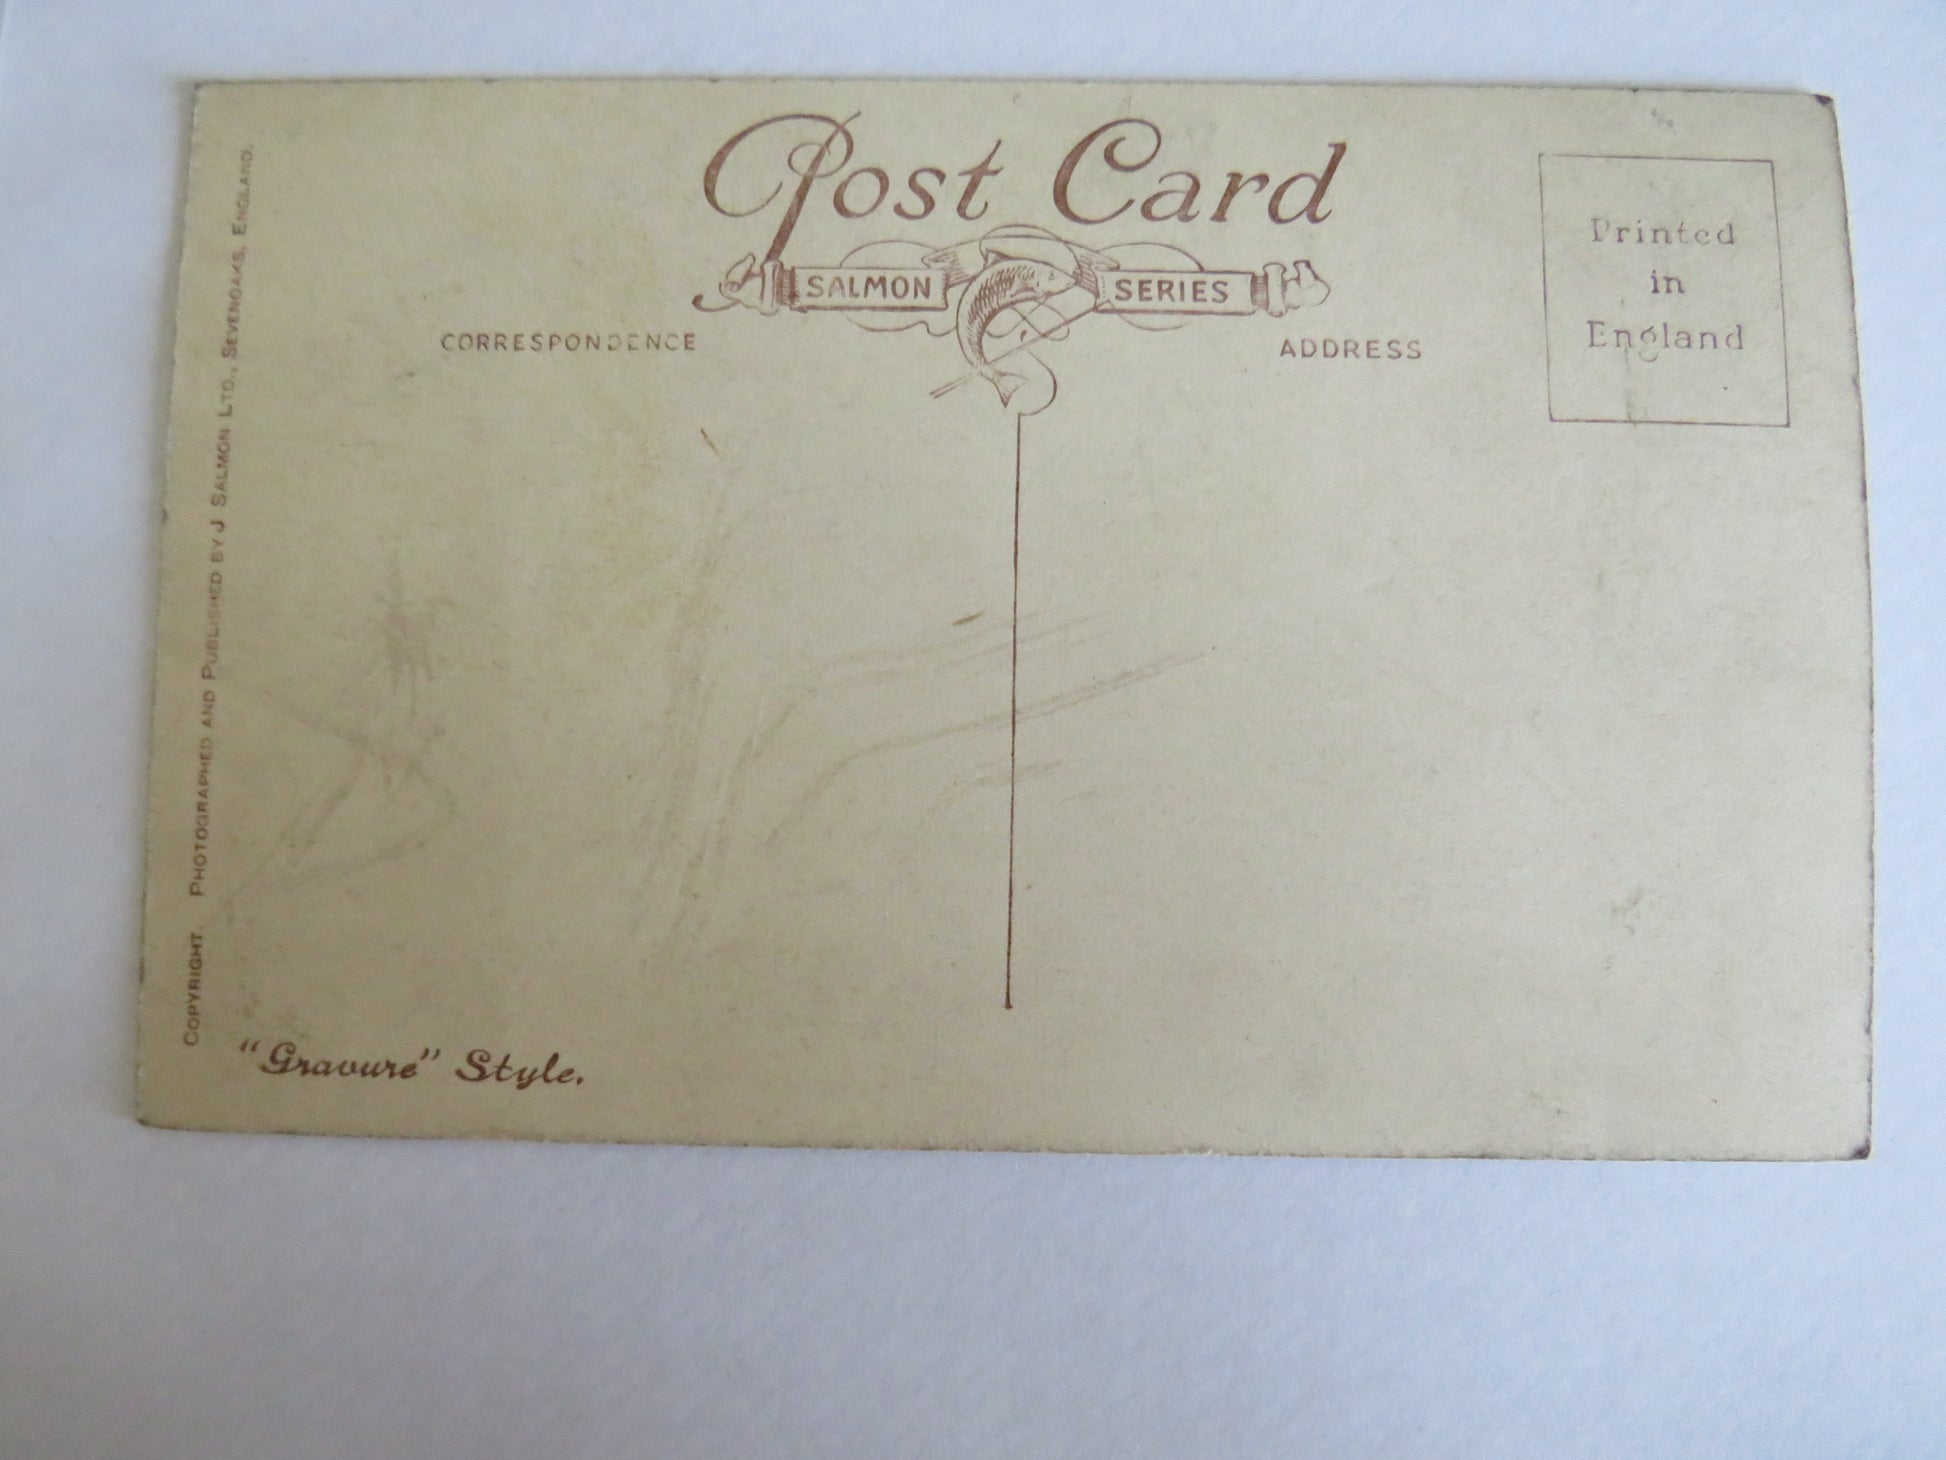 Post Card
SALMON SERIES
CORRESPONDENCE
ADDRESS
Printed
in
England
COPYRIGHT. PHOTOGRAPHED AND PUBLISHED BY J SALMON LTD., SEVENOAKS, ENGLAND.
"Gravure" Style.